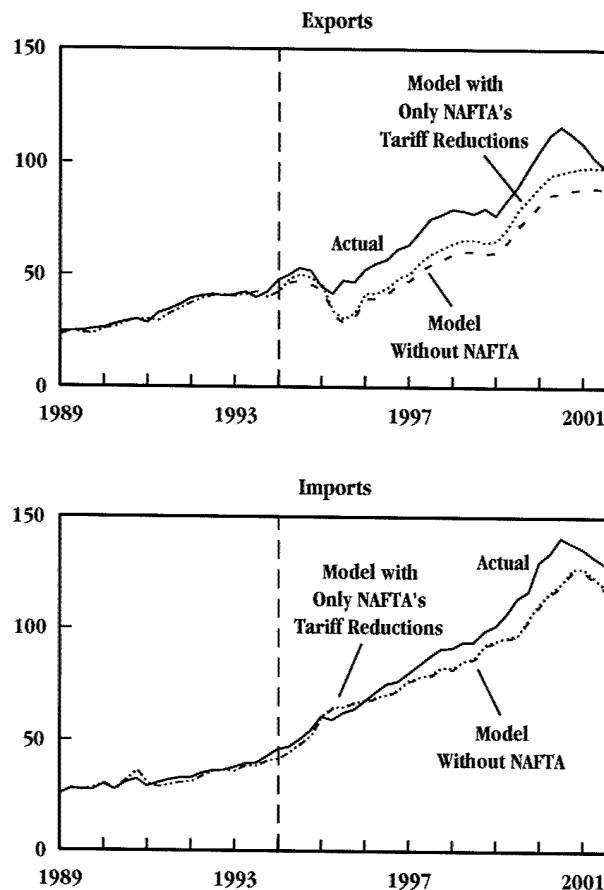 Exports
150
Model with
Only NAFTA's
Tariff Reductions
100
Actual
50
Model
Without NAFTA
0
1989
1993
1997
2001
Imports
150
Actual
Model with
Only NAFTA's
Tariff Reductions
100
Model
Without NAFTA
50
0
1989
1993
1997
2001